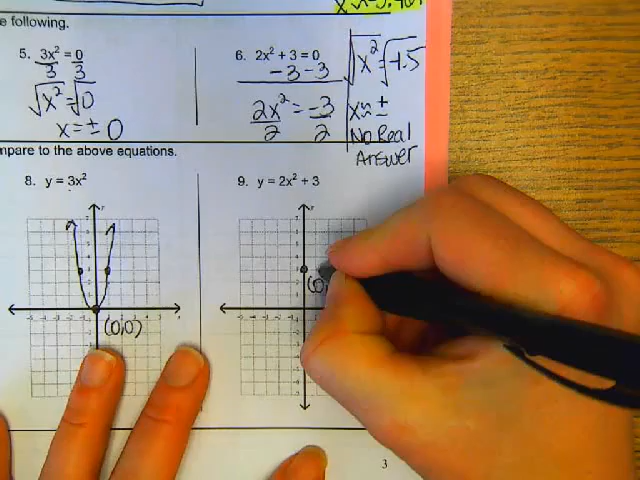 e following.
5. 3x² = 0
3 3
√x² = √0
x = ± 0
6. 2x² + 3 = 0
- 3 - 3
2x² = -3
2 2
√x² = √-1.5
x ≈ ±
No Real
Answer
mpare to the above equations.
8. y = 3x²
(0,0)
9. y = 2x² + 3
(0,
3